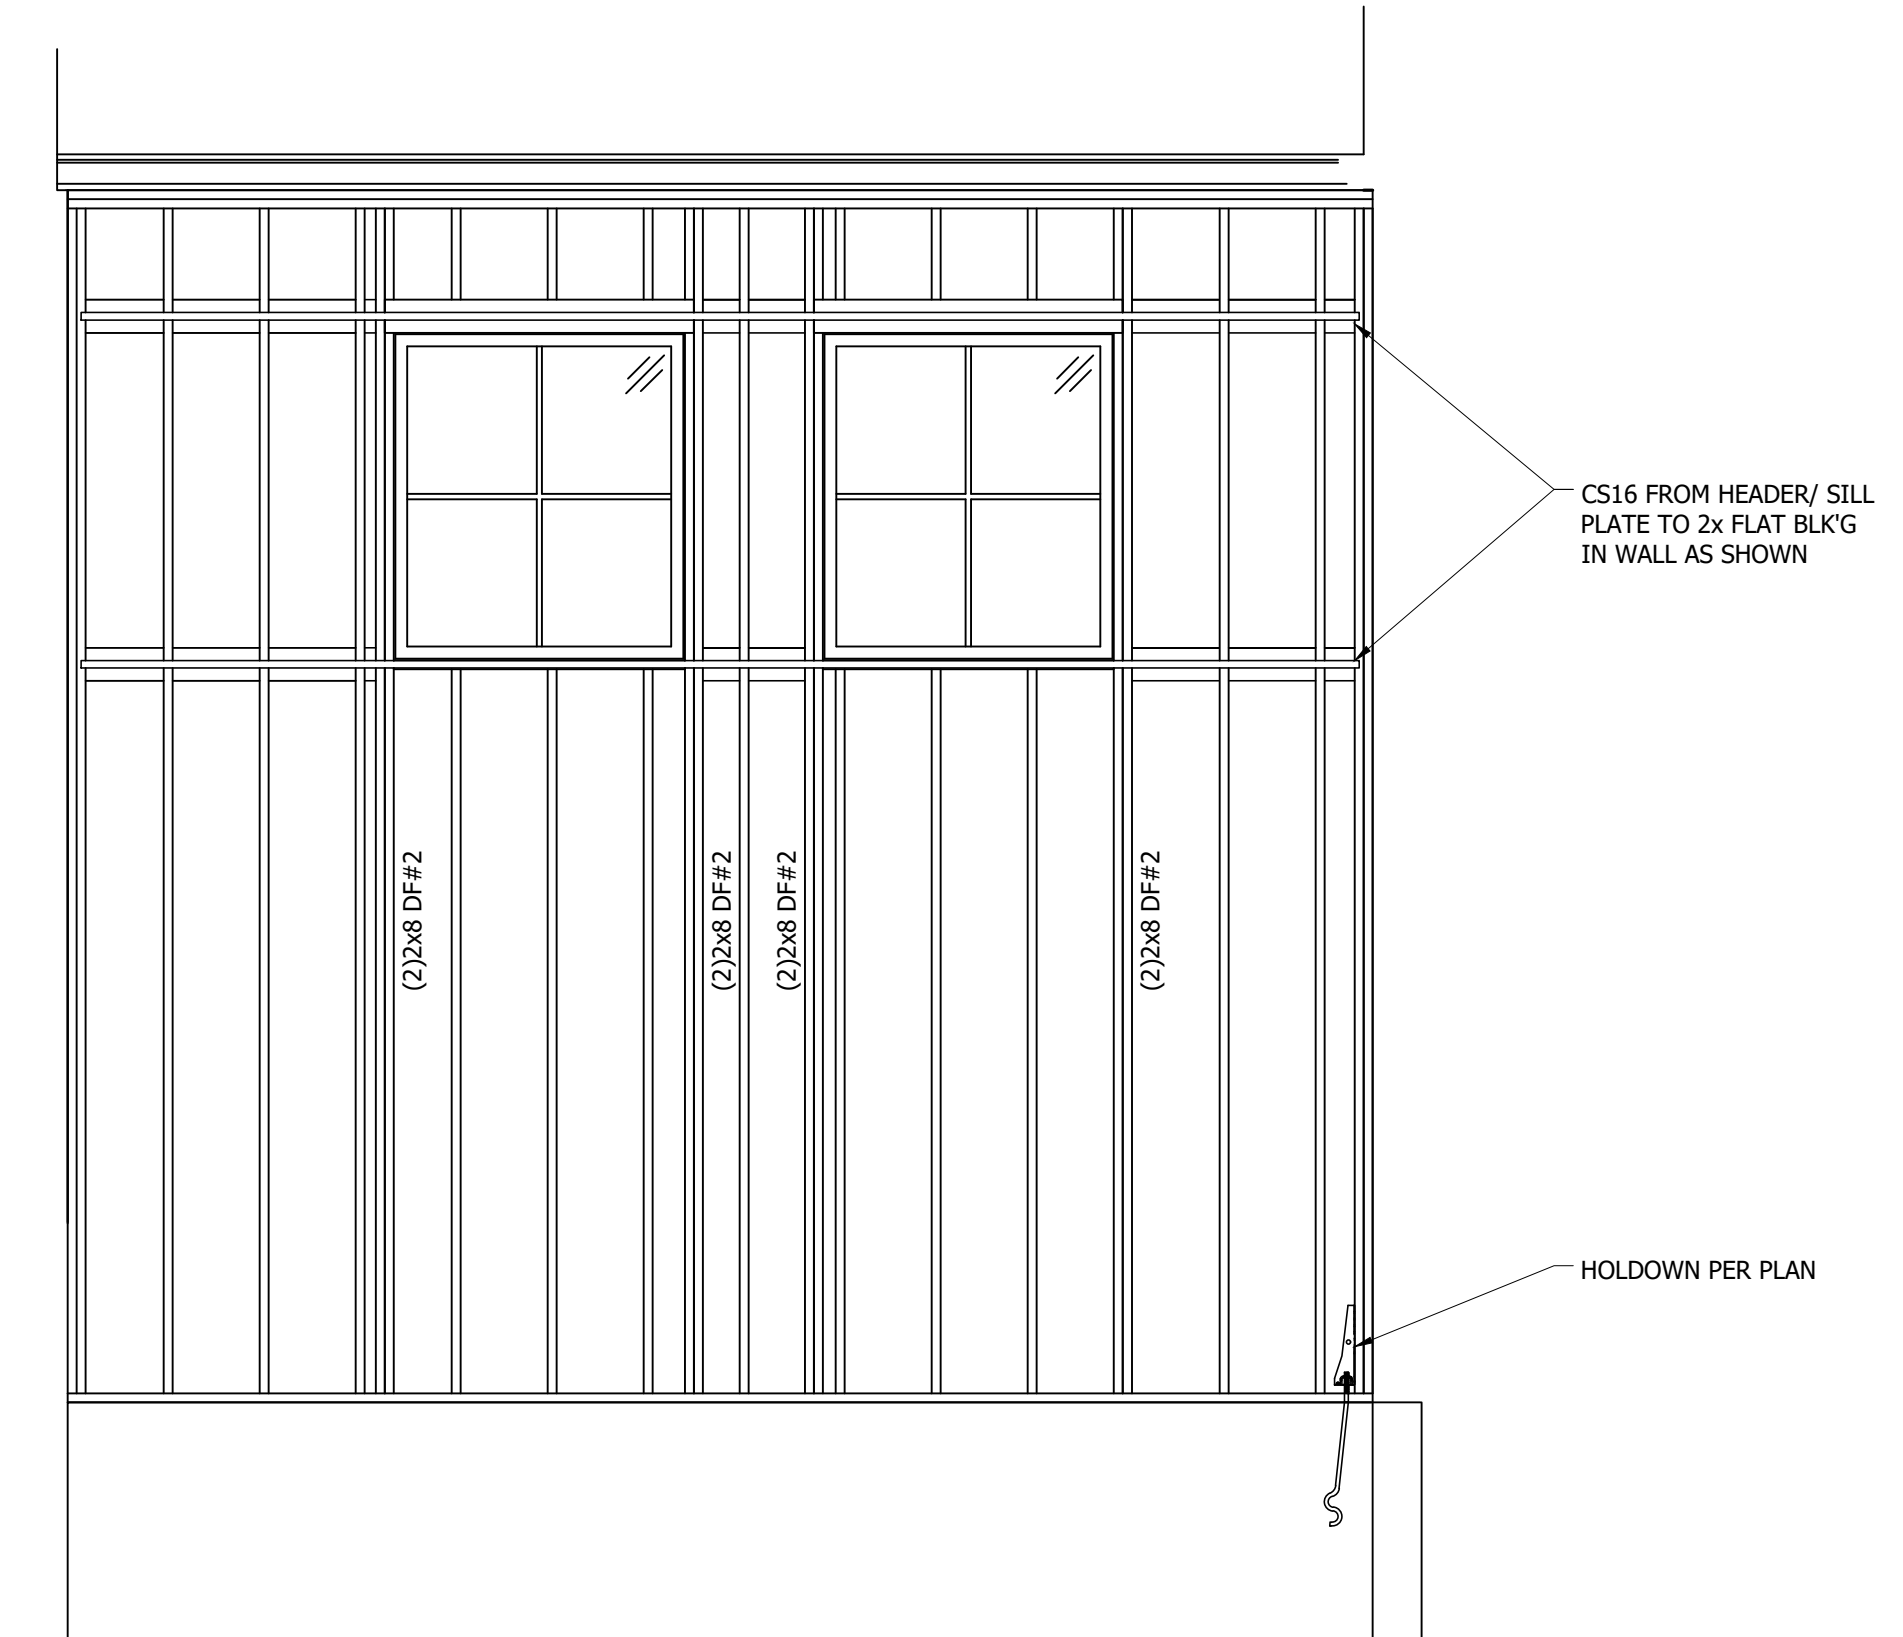 CS16 FROM HEADER/ SILL
PLATE TO 2x FLAT BLK'G
IN WALL AS SHOWN
(2)2x8 DF#2
(2)2x8 DF#2
(2)2x8 DF#2
(2)2x8 DF#2
HOLDOWN PER PLAN